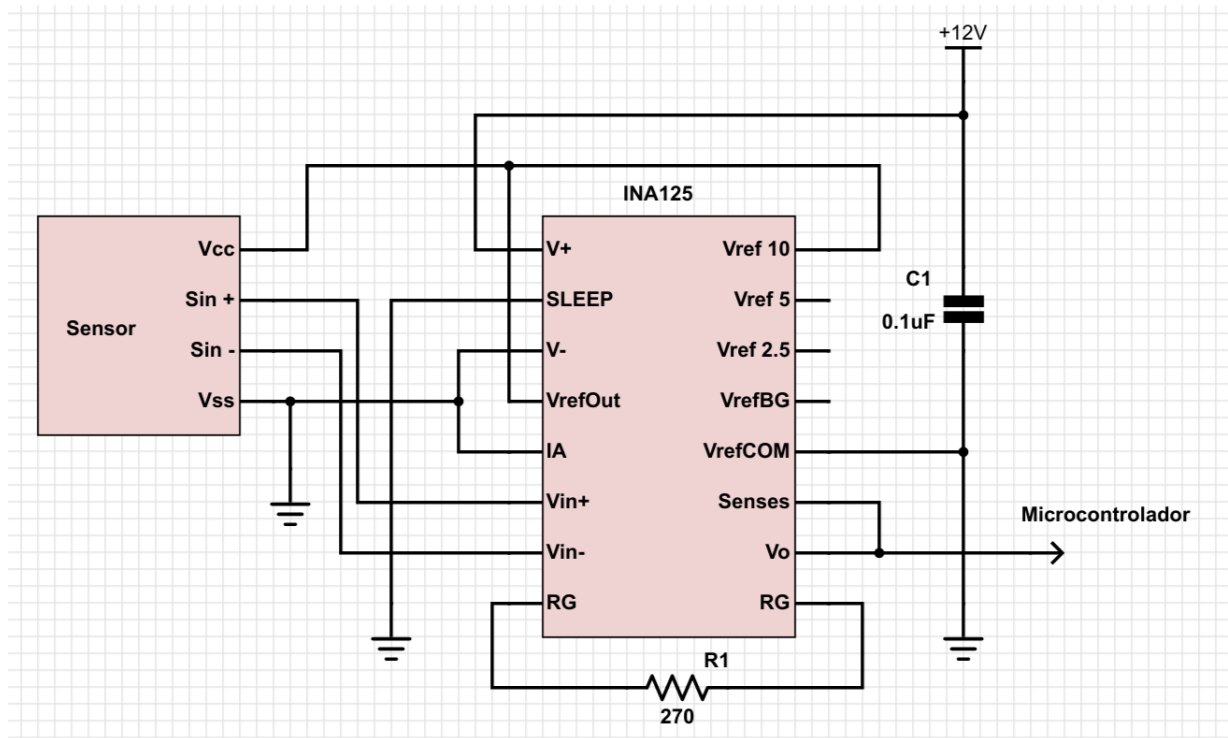 +12V
INA125
Vcc
Sin +
Sin -
Vss
Sensor
V+
SLEEP
V-
VrefOut
IA
Vin+
Vin-
RG
Vref 10
Vref 5
Vref 2.5
VrefBG
VrefCOM
Senses
Vo
RG
C1
0.1uF
Microcontrolador
R1
270